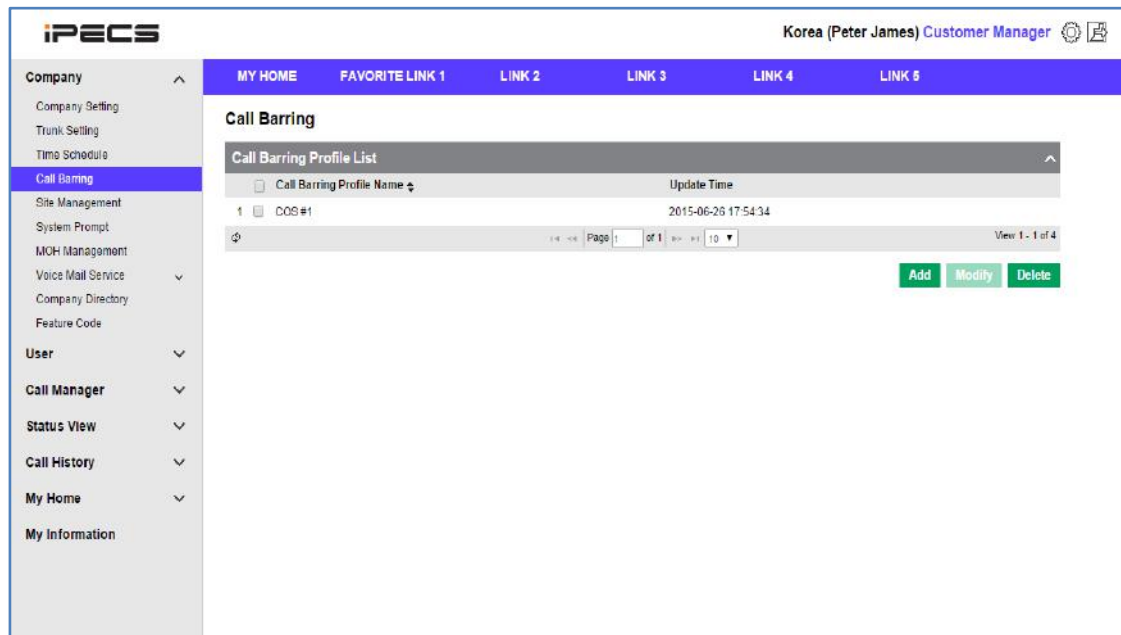 iPECS
Korea (Peter James) Customer Manager
MY HOME FAVORITE LINK 1 LINK 2 LINK 3 LINK 4 LINK 5
Company
Company Setting
Trunk Setting
Time Schedule
Call Barring
Site Management
System Prompt
MOH Management
Voice Mail Service
Company Directory
Feature Code
User
Call Manager
Status View
Call History
My Home
My Information
Call Barring
Call Barring Profile List
Call Barring Profile Name Update Time
1 COS #1 2015-06-26 17:54:34
Page 1 of 1 10 View 1 - 1 of 4
Add Modify Delete